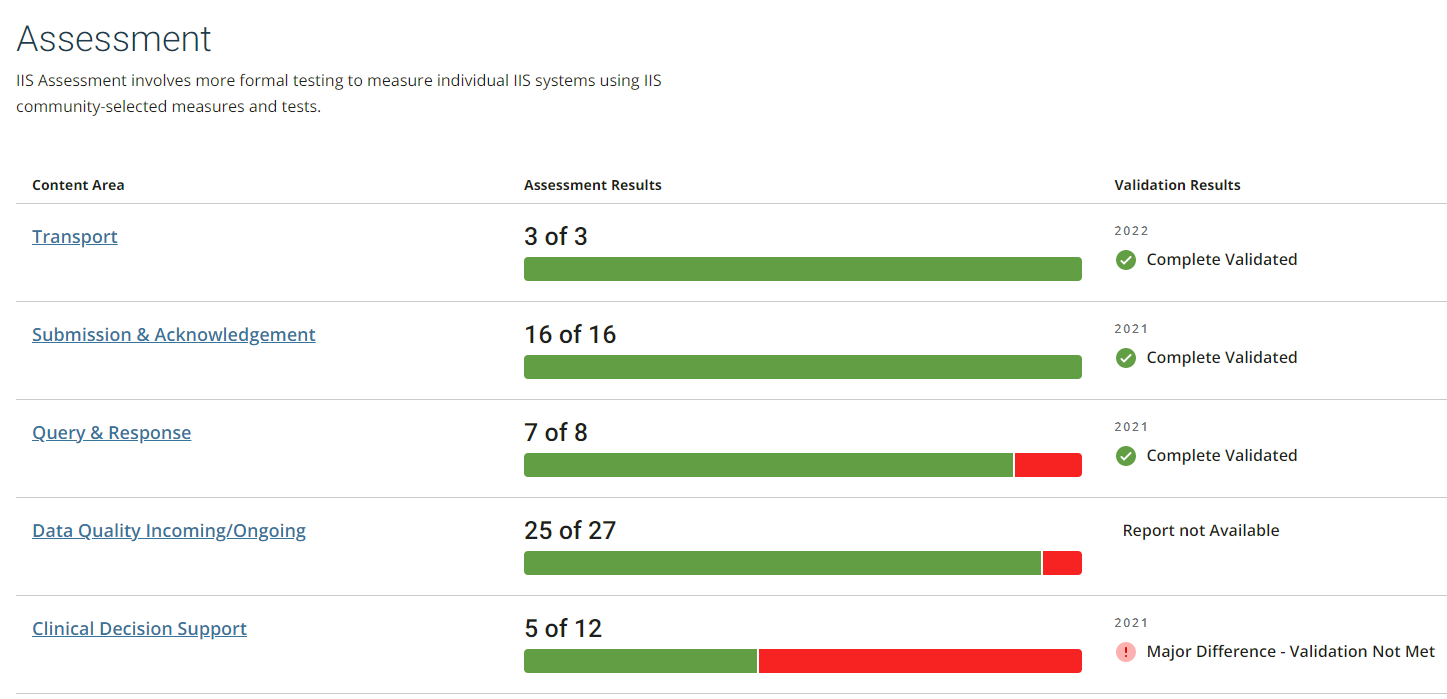 Assessment
IIS Assessment involves more formal testing to measure individual IIS systems using IIS
community-selected measures and tests.
Content Area
Assessment Results
Validation Results
Transport
3 of 3
2022
Complete Validated
Submission & Acknowledgement
16 of 16
2021
Complete Validated
Query & Response
7 of 8
2021
Complete Validated
Data Quality Incoming/Ongoing
25 of 27
Report not Available
Clinical Decision Support
5 of 12
2021
Major Difference - Validation Not Met